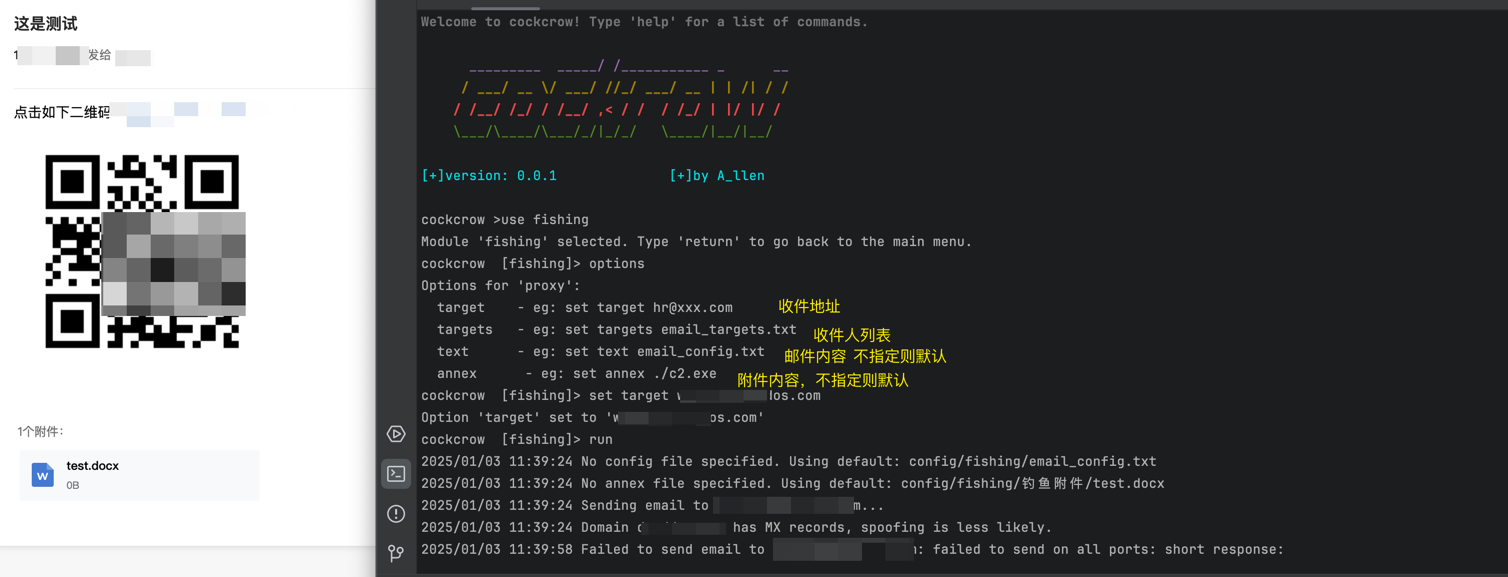 这是测试
1
发给
点击如下二维码
1个附件：
W
test.docx
0B
Welcome to cockcrow! Type 'help' for a list of commands.
_________  _____/ /___________ _      __
/ ___/ __ \/ ___/ //_/ ___/ __ | | /| / /
/ /__/ /_/ / /__/ ,< / /  / /_/ | |/ |/ /
\___/\____/\___/_/|_/_/   \____/|__/|__/
[+]version: 0.0.1 [+]by A_llen
cockcrow >use fishing
Module 'fishing' selected. Type 'return' to go back to the main menu.
cockcrow [fishing]> options
Options for 'proxy':
target - eg: set target hr@xxx.com 收件地址
targets - eg: set targets email_targets.txt 收件人列表
text - eg: set text email_config.txt 邮件内容 不指定则默认
annex - eg: set annex ./c2.exe 附件内容，不指定则默认
cockcrow [fishing]> set target los.com
Option 'target' set to 'w os.com'
cockcrow [fishing]> run
2025/01/03 11:39:24 No config file specified. Using default: config/fishing/email_config.txt
2025/01/03 11:39:24 No annex file specified. Using default: config/fishing/钓鱼附件/test.docx
2025/01/03 11:39:24 Sending email to m...
2025/01/03 11:39:24 Domain has MX records, spoofing is less likely.
2025/01/03 11:39:58 Failed to send email to : failed to send on all ports: short response: